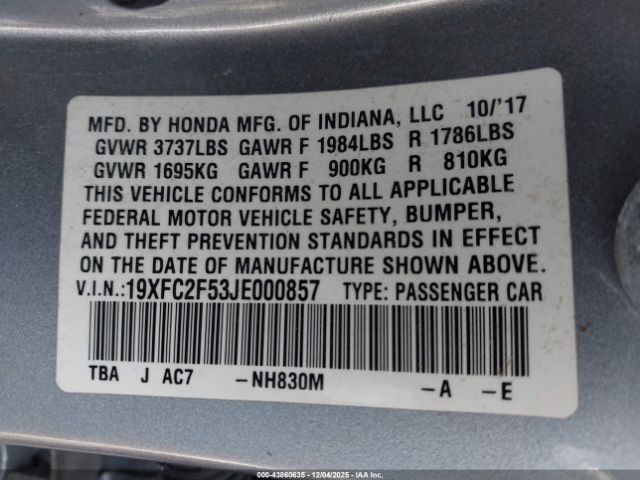 MFD. BY HONDA MFG. OF INDIANA, LLC 10/'17
GVWR 3737LBS GAWR F 1984LBS R 1786LBS
GVWR 1695KG GAWR F 900KG R 810KG
THIS VEHICLE CONFORMS TO ALL APPLICABLE
FEDERAL MOTOR VEHICLE SAFETY, BUMPER,
AND THEFT PREVENTION STANDARDS IN EFFECT
ON THE DATE OF MANUFACTURE SHOWN ABOVE.
V.I.N.:19XFC2F53JE000857 TYPE: PASSENGER CAR
TBA J AC7 -NH830M -A -E
000-43860635 - 12/04/2025 - IAA Inc.